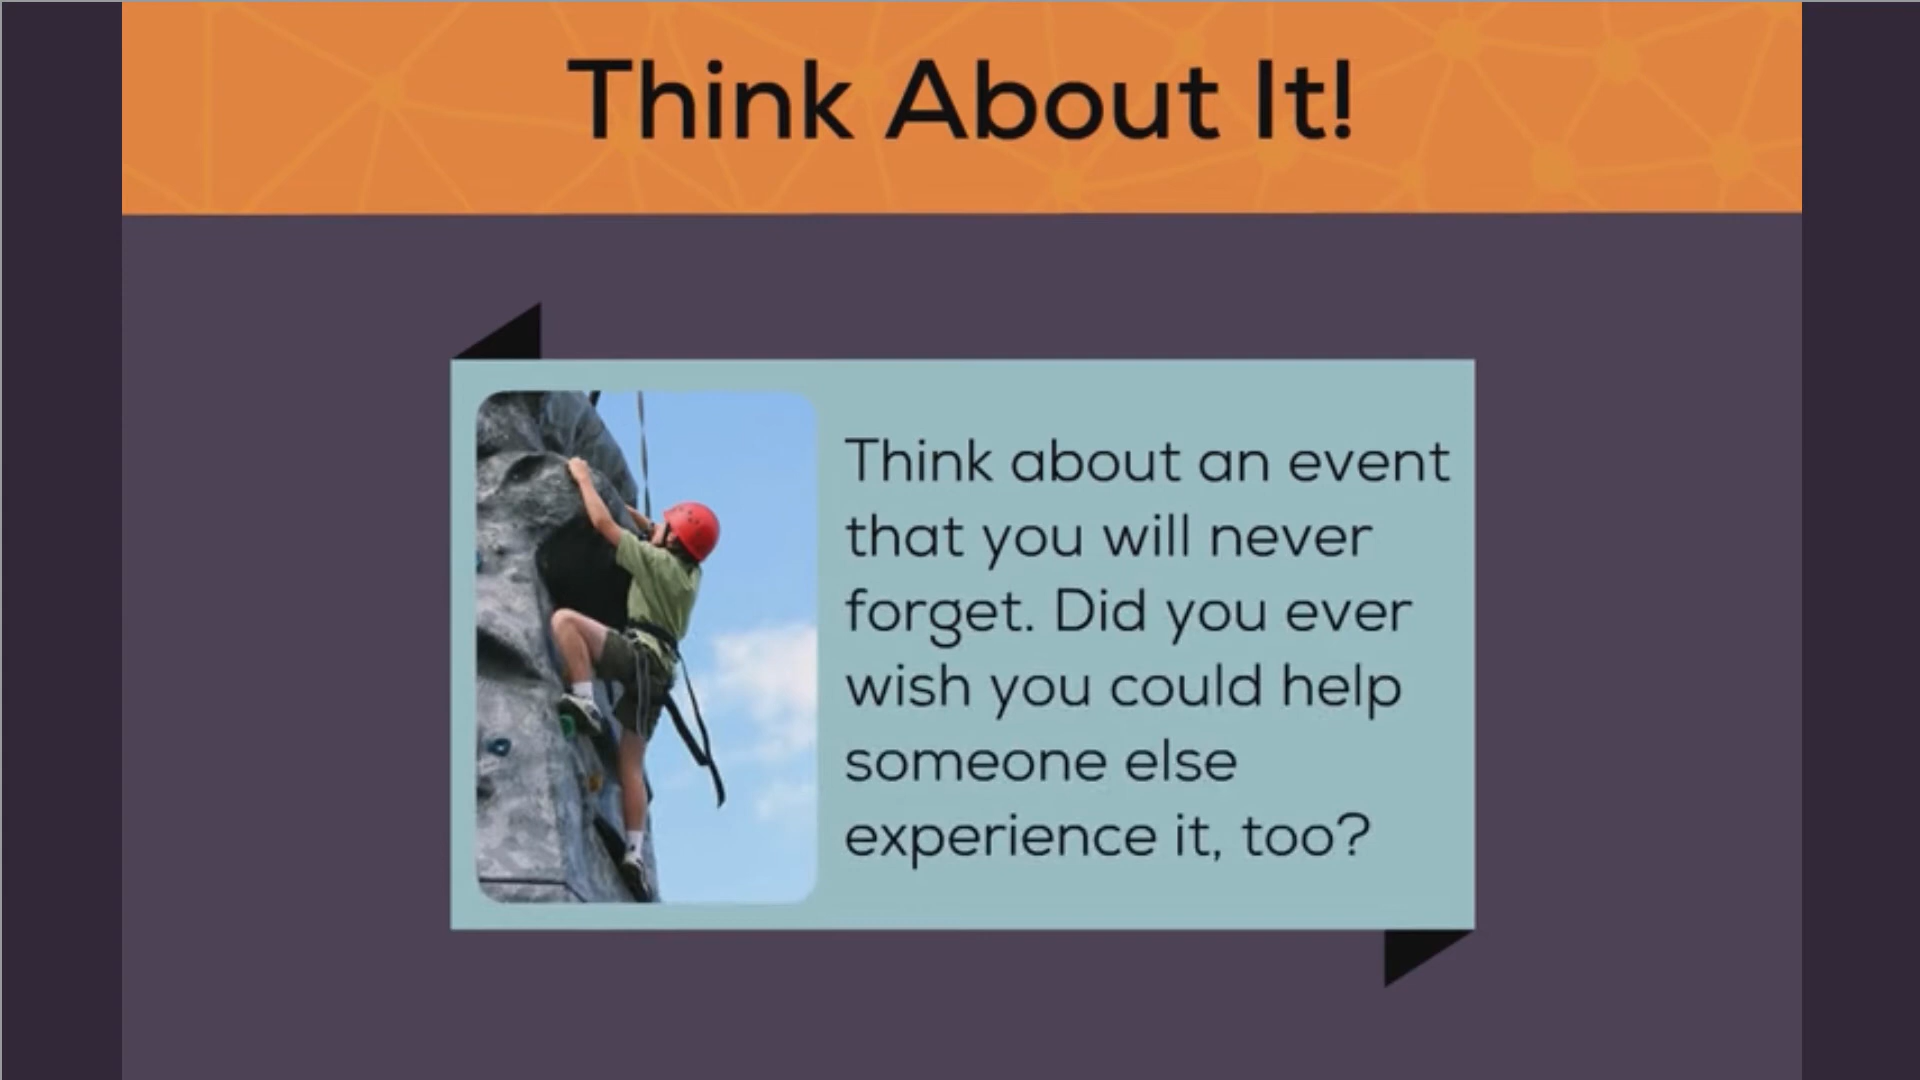 Think About It!
Think about an event
that you will never
forget. Did you ever
wish you could help
someone else
experience it, too?